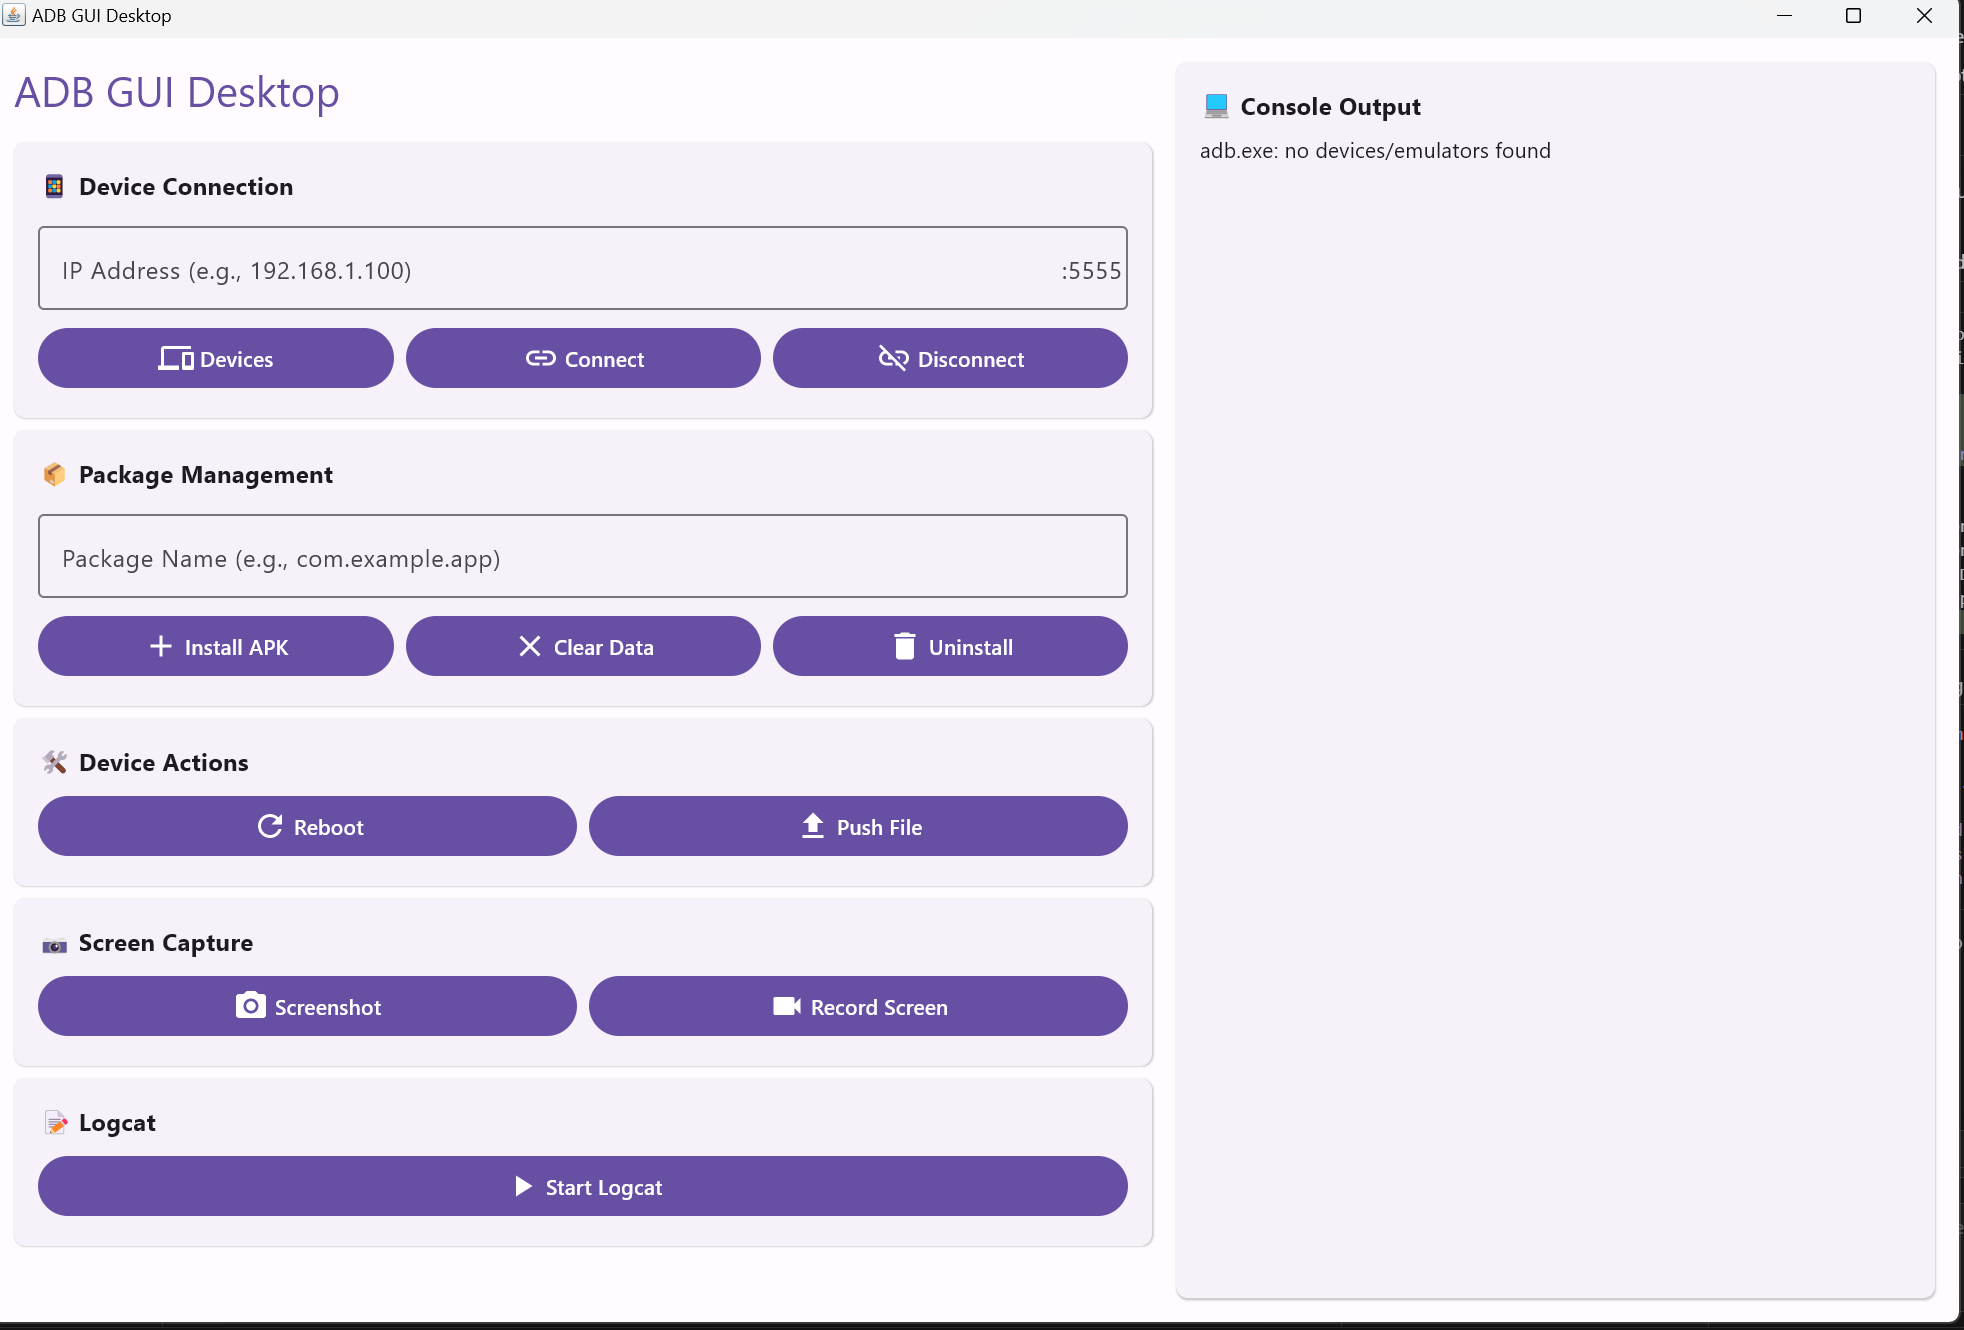 ADB GUI Desktop
ADB GUI Desktop
Device Connection
IP Address (e.g., 192.168.1.100) :5555
Devices
Connect
Disconnect
Package Management
Package Name (e.g., com.example.app)
Install APK
Clear Data
Uninstall
Device Actions
Reboot
Push File
Screen Capture
Screenshot
Record Screen
Logcat
Start Logcat
Console Output
adb.exe: no devices/emulators found